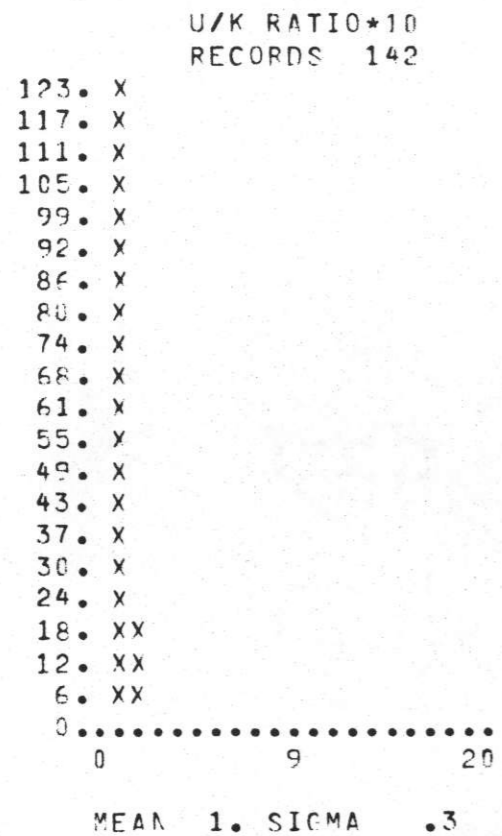 U/K RATIO*10
RECORDS 142
123. X
117. X
111. X
105. X
99. X
92. X
86. X
80. X
74. X
68. X
61. X
55. X
49. X
43. X
37. X
30. X
24. X
18. XX
12. XX
6. XX
0.......................
0 9 20
MEAN 1. SIGMA .3